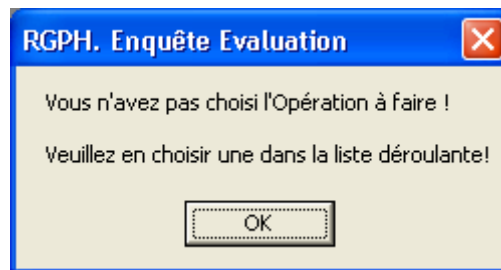 RGPH. Enquête Evaluation
Vous n'avez pas choisi l'Opération à faire !
Veuillez en choisir une dans la liste déroulante!
OK